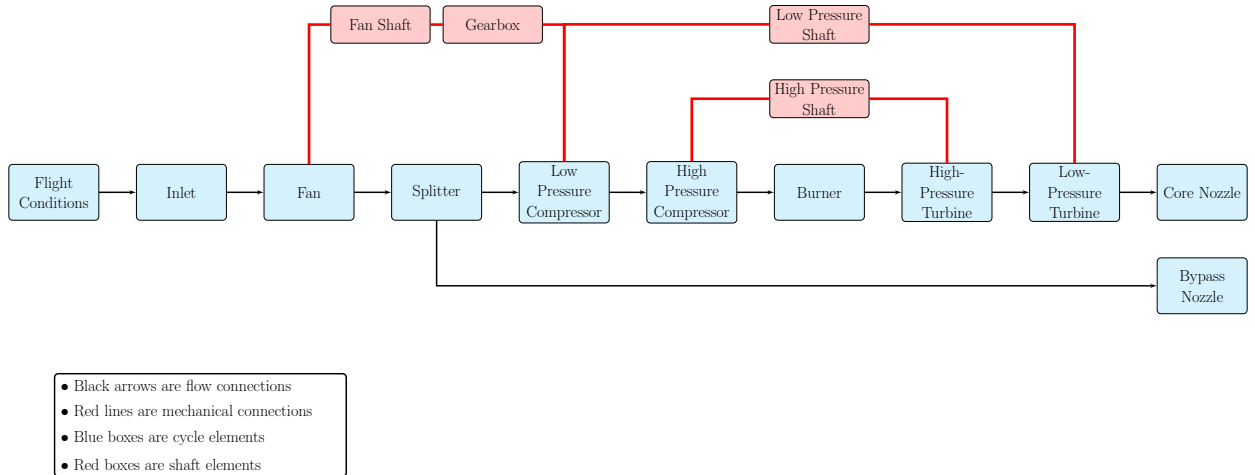 Fan Shaft
Gearbox
Low Pressure
Shaft
High Pressure
Shaft
Flight
Conditions
Inlet
Fan
Splitter
Low
Pressure
Compressor
High
Pressure
Compressor
Burner
High-
Pressure
Turbine
Low-
Pressure
Turbine
Core Nozzle
Bypass
Nozzle
• Black arrows are flow connections
• Red lines are mechanical connections
• Blue boxes are cycle elements
• Red boxes are shaft elements